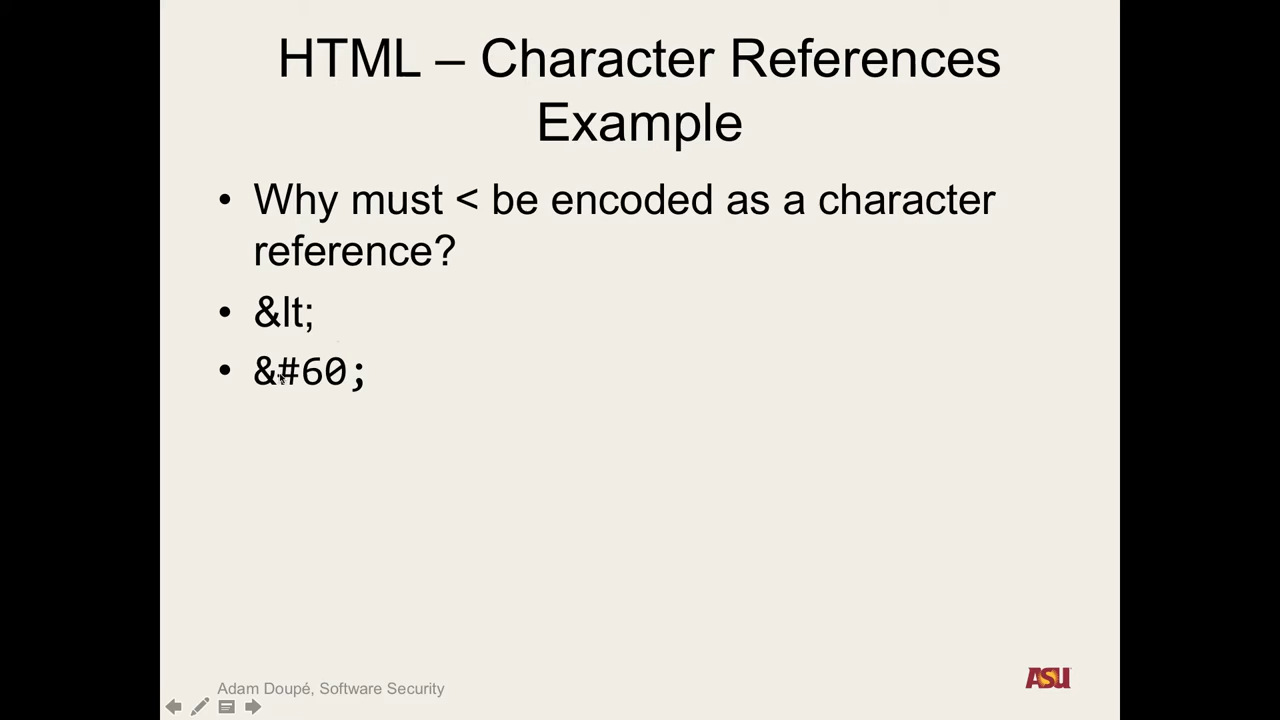 HTML – Character References
Example
• Why must < be encoded as a character
reference?
• &lt;
• &#60;
Adam Doupé, Software Security
ASU